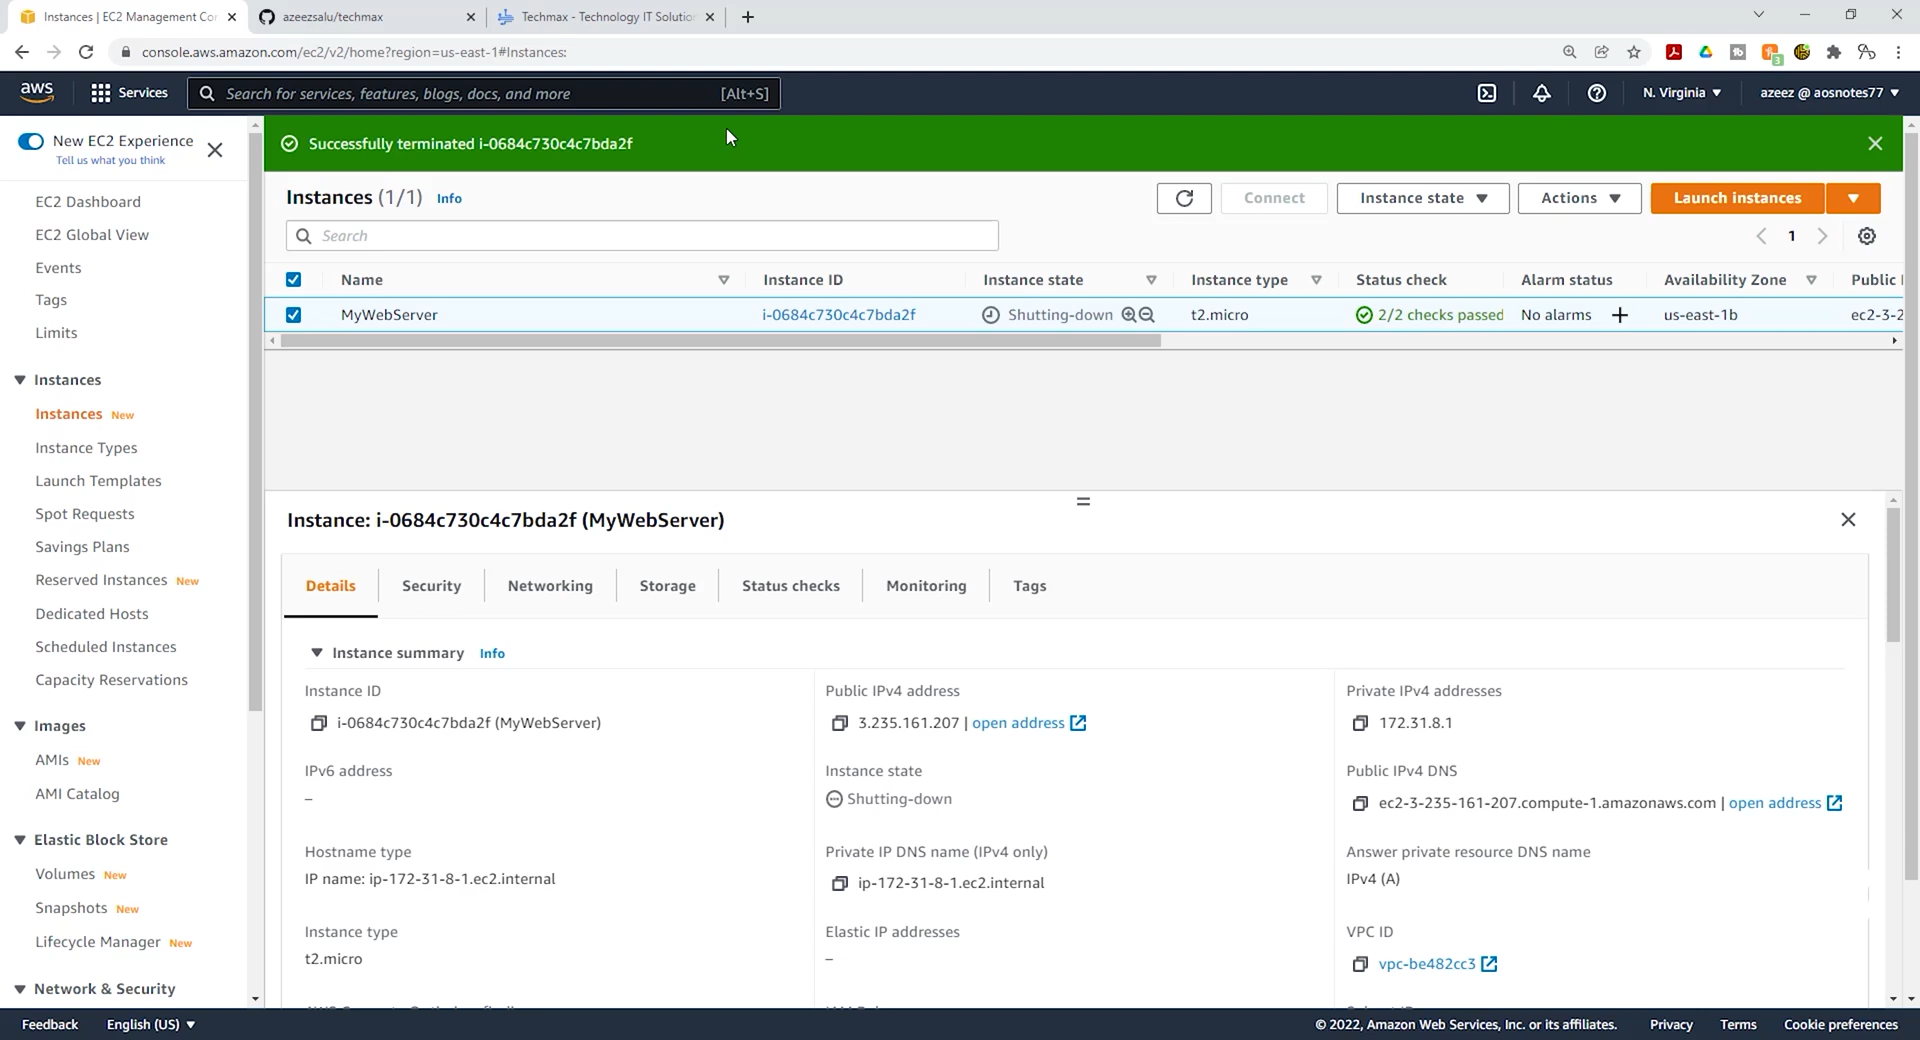 Instances | EC2 Management Cor
azeezsalu/techmax
Techmax - Technology IT Solution
console.aws.amazon.com/ec2/v2/home?region=us-east-1#Instances:
3
aws
Services
Search for services, features, blogs, docs, and more
[Alt+S]
N. Virginia
azeez @ aosnotes77
New EC2 Experience
Tell us what you think
EC2 Dashboard
EC2 Global View
Events
Tags
Limits
Instances
Instances New
Instance Types
Launch Templates
Spot Requests
Savings Plans
Reserved Instances New
Dedicated Hosts
Scheduled Instances
Capacity Reservations
Images
AMIs New
AMI Catalog
Elastic Block Store
Volumes New
Snapshots New
Lifecycle Manager New
Network & Security
Successfully terminated i-0684c730c4c7bda2f
Instances (1/1) Info
Connect
Instance state
Actions
Launch instances
Search
1
Name Instance ID Instance state Instance type Status check Alarm status Availability Zone Public I
MyWebServer i-0684c730c4c7bda2f Shutting-down t2.micro 2/2 checks passed No alarms us-east-1b ec2-3-2
Instance: i-0684c730c4c7bda2f (MyWebServer)
Details Security Networking Storage Status checks Monitoring Tags
Instance summary Info
Instance ID
i-0684c730c4c7bda2f (MyWebServer)
Public IPv4 address
3.235.161.207 | open address
Private IPv4 addresses
172.31.8.1
IPv6 address
–
Instance state
Shutting-down
Public IPv4 DNS
ec2-3-235-161-207.compute-1.amazonaws.com | open address
Hostname type
IP name: ip-172-31-8-1.ec2.internal
Private IP DNS name (IPv4 only)
ip-172-31-8-1.ec2.internal
Answer private resource DNS name
IPv4 (A)
Instance type
t2.micro
Elastic IP addresses
–
VPC ID
vpc-be482cc3
Feedback
English (US)
© 2022, Amazon Web Services, Inc. or its affiliates.
Privacy
Terms
Cookie preferences